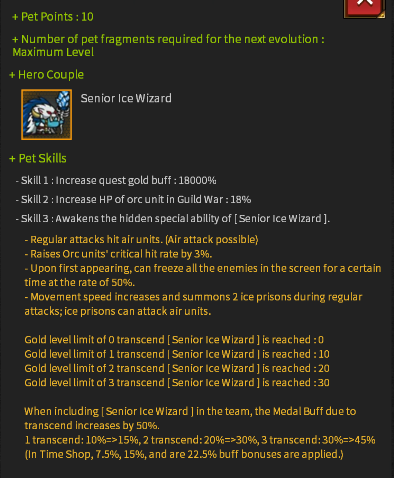 + Pet Points : 10
+ Number of pet fragments required for the next evolution :
Maximum Level
+ Hero Couple
Senior Ice Wizard
+ Pet Skills
- Skill 1 : Increase quest gold buff : 18000%
- Skill 2 : Increase HP of orc unit in Guild War : 18%
- Skill 3 : Awakens the hidden special ability of [ Senior Ice Wizard ].
- Regular attacks hit air units. (Air attack possible)
- Raises Orc units' critical hit rate by 3%.
- Upon first appearing, can freeze all the enemies in the screen for a certain
time at the rate of 50%.
- Movement speed increases and summons 2 ice prisons during regular
attacks; ice prisons can attack air units.
Gold level limit of 0 transcend [ Senior Ice Wizard ] is reached : 0
Gold level limit of 1 transcend [ Senior Ice Wizard ] is reached : 10
Gold level limit of 2 transcend [ Senior Ice Wizard ] is reached : 20
Gold level limit of 3 transcend [ Senior Ice Wizard ] is reached : 30
When including [ Senior Ice Wizard ] in the team, the Medal Buff due to
transcend increases by 50%.
1 transcend: 10%=>15%, 2 transcend: 20%=>30%, 3 transcend: 30%=>45%
(In Time Shop, 7.5%, 15%, and are 22.5% buff bonuses are applied.)